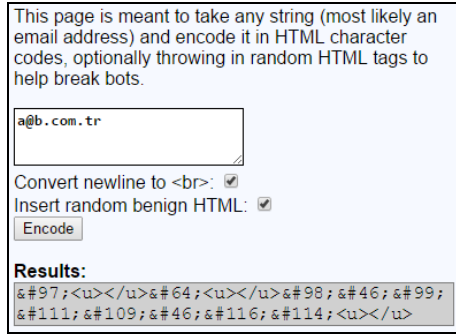 This page is meant to take any string (most likely an
email address) and encode it in HTML character
codes, optionally throwing in random HTML tags to
help break bots.
a@b.com.tr
Convert newline to <br>:
Insert random benign HTML:
Encode
Results:
&#97;<u></u>&#64;<u></u>&#98;&#46;&#99;
&#111;&#109;&#46;&#116;&#114;<u></u>